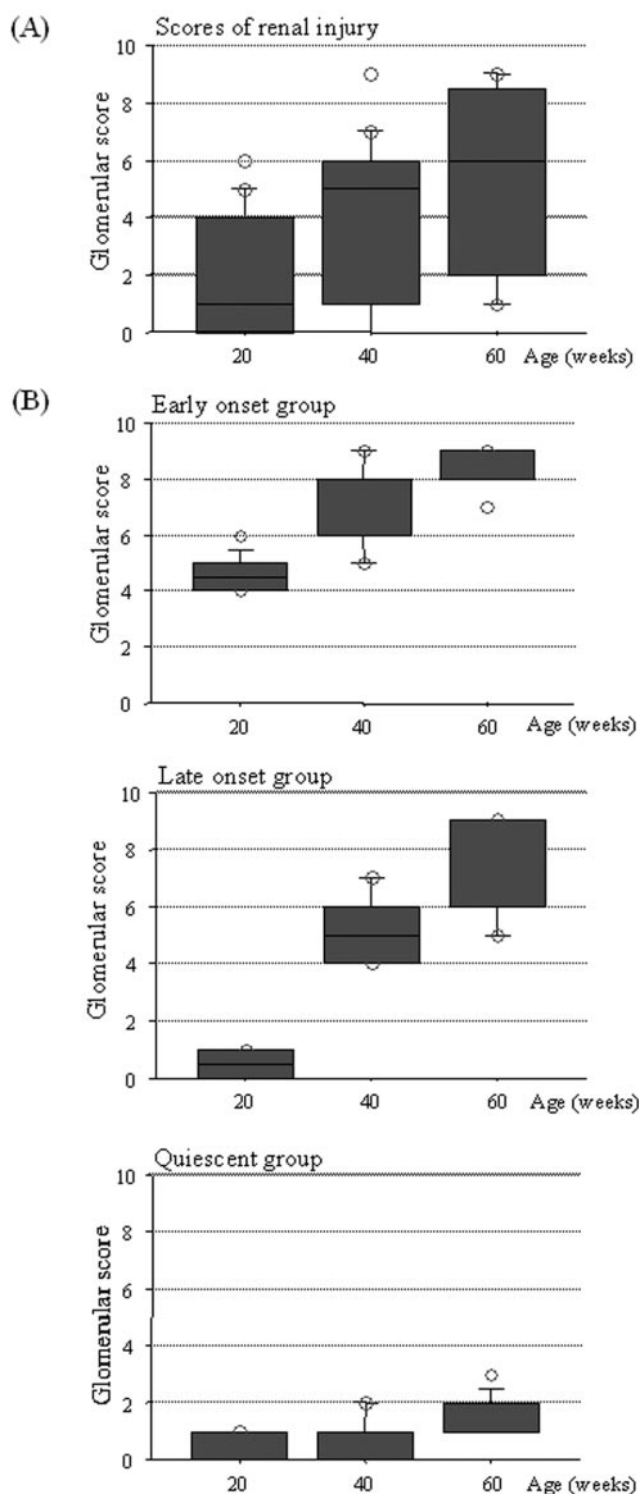 (A)
Scores of renal injury
10
8
6
4
2
0
Glomerular score
20 40 60 Age (weeks)
(B)
Early onset group
10
8
6
4
2
0
Glomerular score
20 40 60 Age (weeks)
Late onset group
10
8
6
4
2
0
Glomerular score
20 40 60 Age (weeks)
Quiescent group
10
8
6
4
2
0
Glomerular score
20 40 60 Age (weeks)